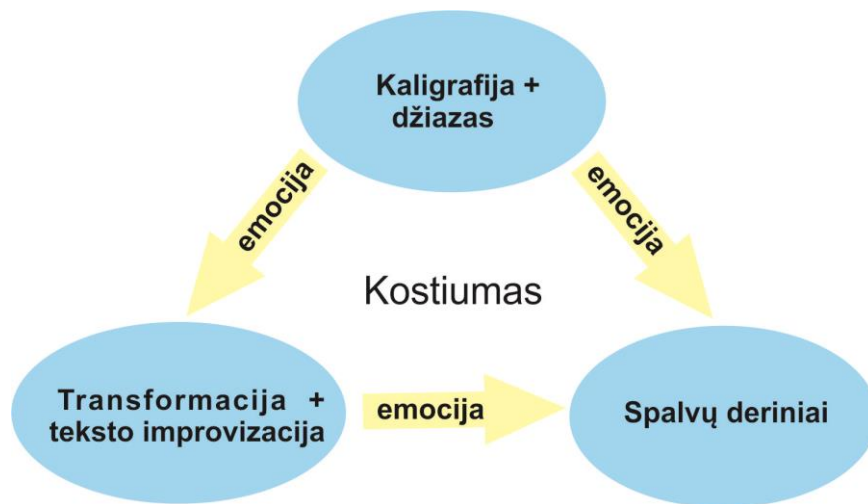 Kaligrafija +
džiazas
emocija
emocija
Kostiumas
Transformacija +
teksto improvizacija
emocija
Spalvų deriniai